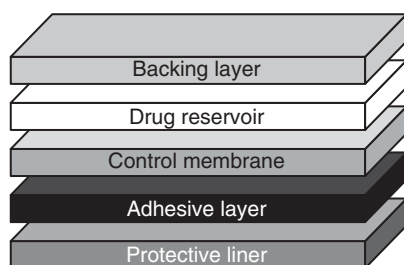 Backing layer
Drug reservoir
Control membrane
Adhesive layer
Protective liner